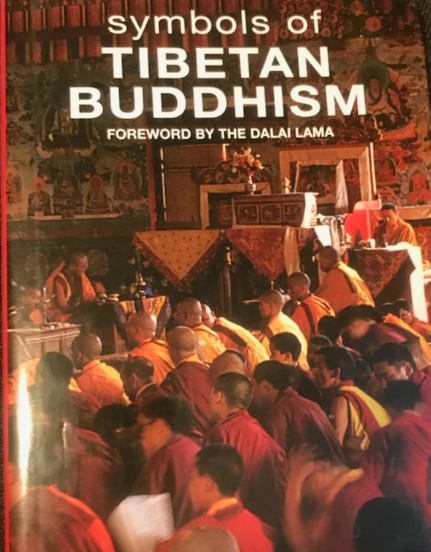 symbols of
TIBETAN
BUDDHISM
FOREWORD BY THE DALAI LAMA